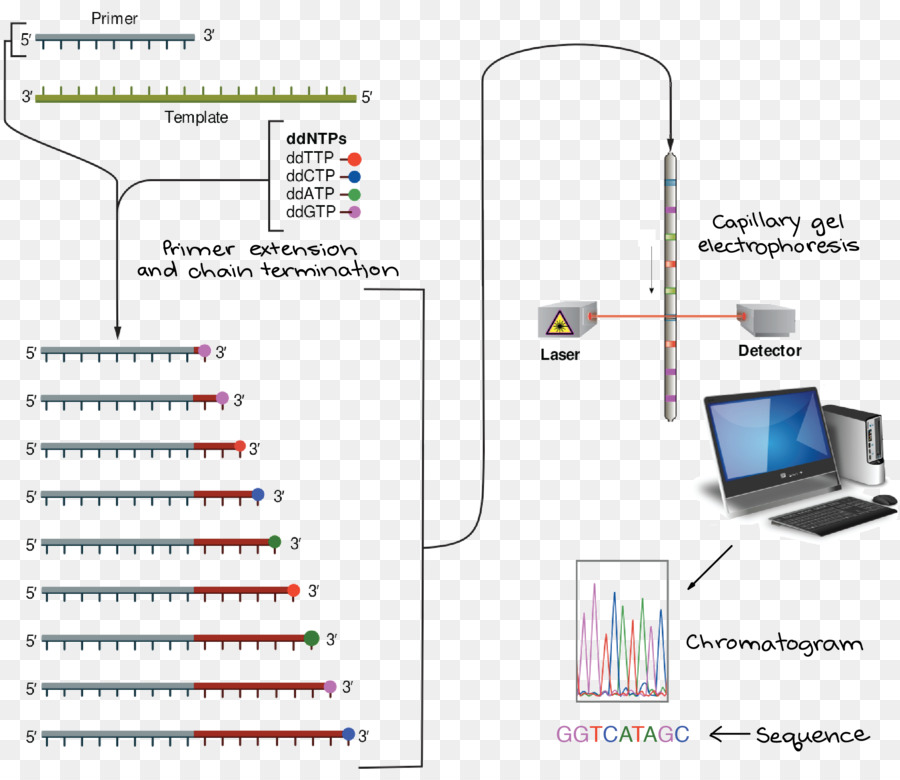 Primer
5′ 3′
3′ 5′
Template
ddNTPs
ddTTP
ddCTP
ddATP
ddGTP
Primer extension
and chain termination
5′ 3′
5′ 3′
5′ 3′
5′ 3′
5′ 3′
5′ 3′
5′ 3′
5′ 3′
5′ 3′
Capillary gel
electrophoresis
Laser
Detector
Chromatogram
GGTCATAGC
Sequence